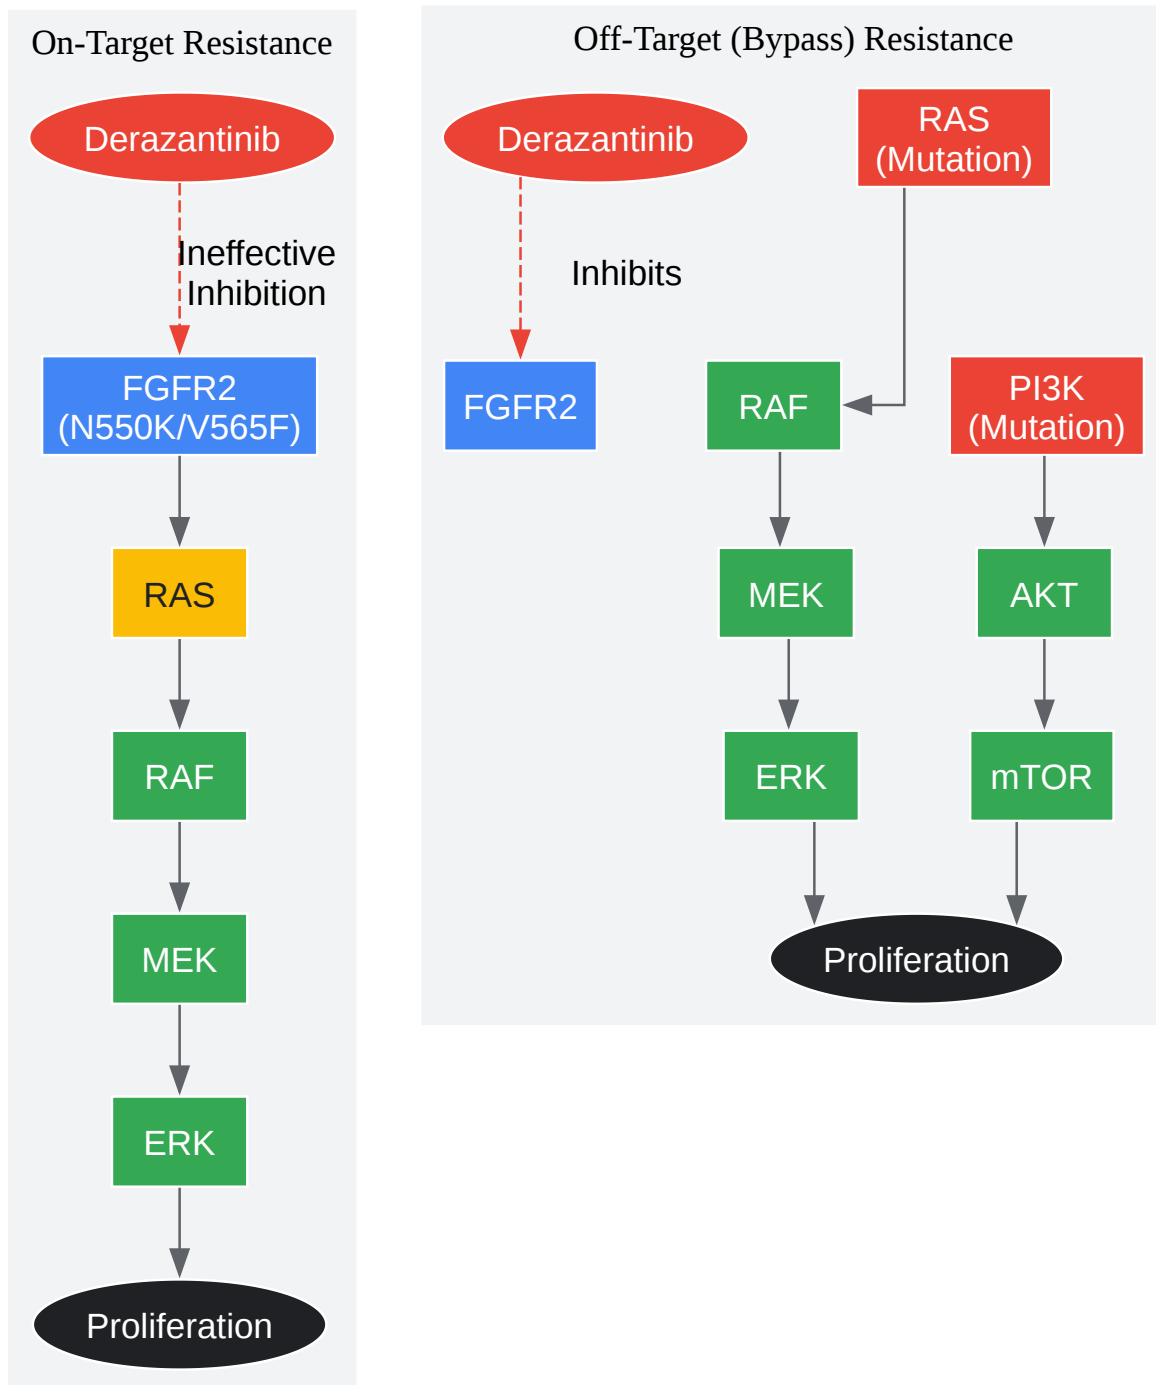 On-Target Resistance
Derazantinib
Ineffective
Inhibition
FGFR2
(N550K/V565F)
RAS
RAF
MEK
ERK
Proliferation
Off-Target (Bypass) Resistance
Derazantinib
RAS
(Mutation)
Inhibits
FGFR2
RAF
PI3K
(Mutation)
MEK
AKT
ERK
mTOR
Proliferation